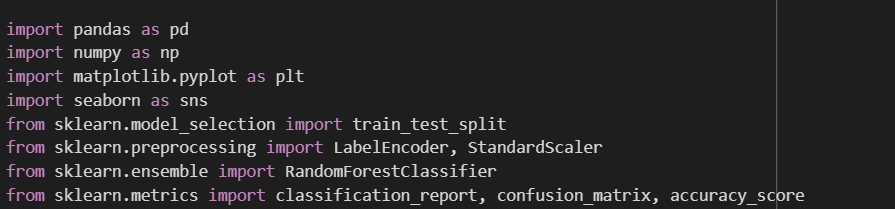 import pandas as pd
import numpy as np
import matplotlib.pyplot as plt
import seaborn as sns
from sklearn.model_selection import train_test_split
from sklearn.preprocessing import LabelEncoder, StandardScaler
from sklearn.ensemble import RandomForestClassifier
from sklearn.metrics import classification_report, confusion_matrix, accuracy_score